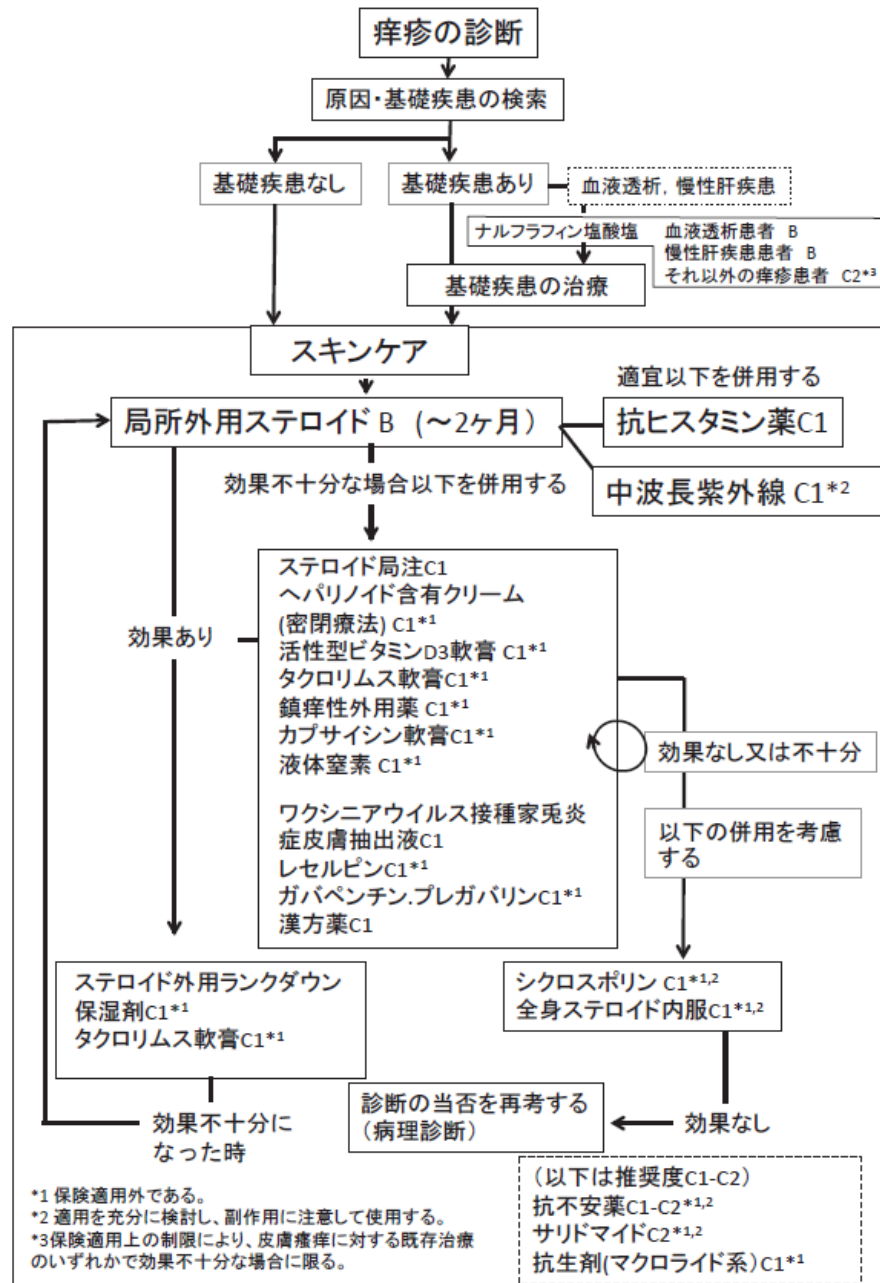 痒疹の診断
原因・基礎疾患の検索
基礎疾患なし
基礎疾患あり
血液透析，慢性肝疾患
ナルフラフィン塩酸塩　血液透析患者 B
慢性肝疾患患者 B
それ以外の痒疹患者 C2*3
基礎疾患の治療
スキンケア
適宜以下を併用する
局所外用ステロイド B （～2ヶ月）
抗ヒスタミン薬C1
中波長紫外線 C1*2
効果不十分な場合以下を併用する
ステロイド局注C1
ヘパリノイド含有クリーム
(密閉療法) C1*1
活性型ビタミンD3軟膏 C1*1
タクロリムス軟膏C1*1
鎮痒性外用薬 C1*1
カプサイシン軟膏C1*1
液体窒素 C1*1
ワクシニアウイルス接種家兎炎
症皮膚抽出液C1
レセルピンC1*1
ガバペンチン.プレガバリンC1*1
漢方薬C1
効果あり
効果なし又は不十分
以下の併用を考慮
する
ステロイド外用ランクダウン
保湿剤C1*1
タクロリムス軟膏C1*1
シクロスポリン C1*1,2
全身ステロイド内服C1*1,2
効果不十分に
なった時
診断の当否を再考する
（病理診断）
効果なし
（以下は推奨度C1-C2）
抗不安薬C1-C2*1,2
サリドマイドC2*1,2
抗生剤(マクロライド系）C1*1
*1 保険適用外である。
*2 適用を充分に検討し、副作用に注意して使用する。
*3保険適用上の制限により、皮膚瘙痒に対する既存治療
のいずれかで効果不十分な場合に限る。